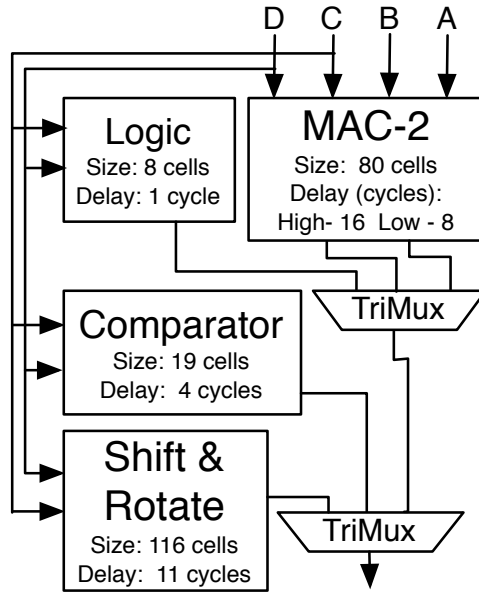 D C B A
Logic
Size: 8 cells
Delay: 1 cycle
MAC-2
Size: 80 cells
Delay (cycles):
High- 16 Low - 8
TriMux
Comparator
Size: 19 cells
Delay: 4 cycles
Shift &
Rotate
Size: 116 cells
Delay: 11 cycles
TriMux